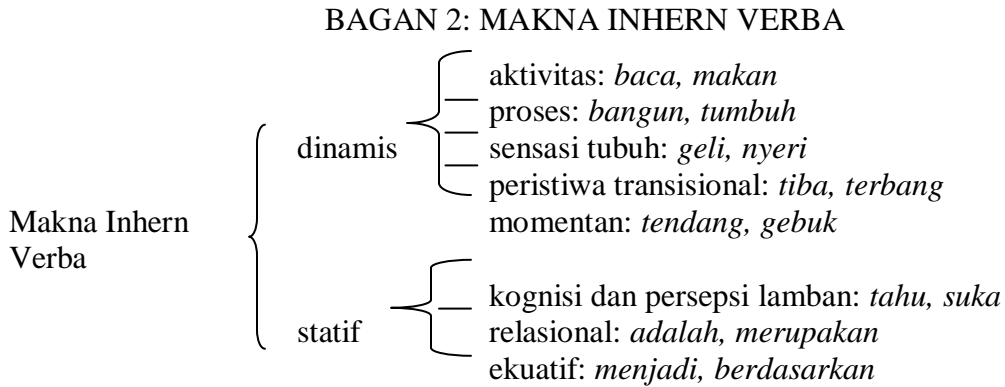 BAGAN 2: MAKNA INHERN VERBA
aktivitas: baca, makan
proses: bangun, tumbuh
dinamis
sensasi tubuh: geli, nyeri
peristiwa transisional: tiba, terbang
momentan: tendang, gebuk
Makna Inhern
Verba
kognisi dan persepsi lamban: tahu, suka
statif
relasional: adalah, merupakan
ekuatif: menjadi, berdasarkan